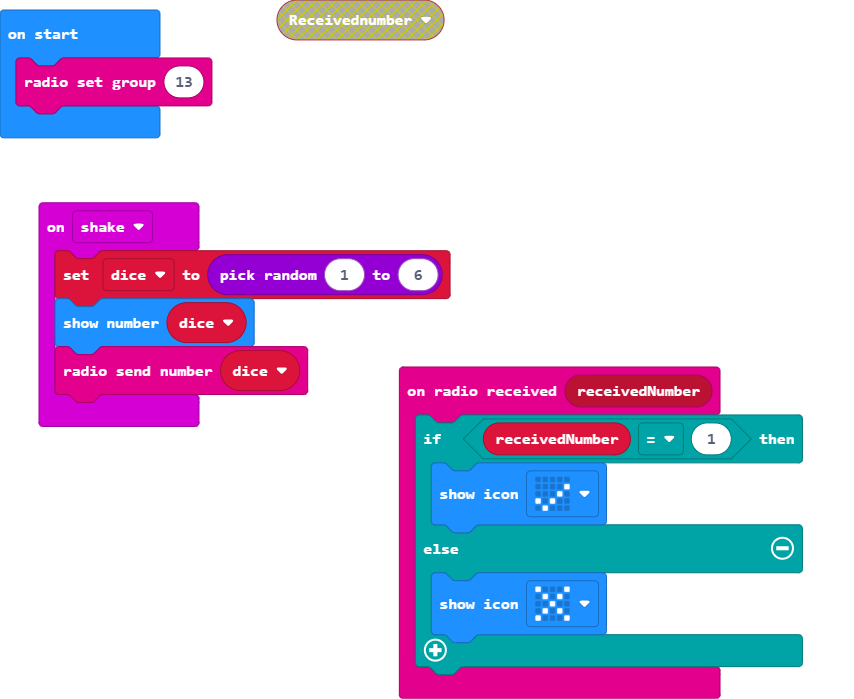 Receivednumber
on start
radio set group 13
on shake
set dice to pick random 1 to 6
show number dice
radio send number dice
on radio received receivedNumber
if receivedNumber = 1 then
show icon
else
show icon